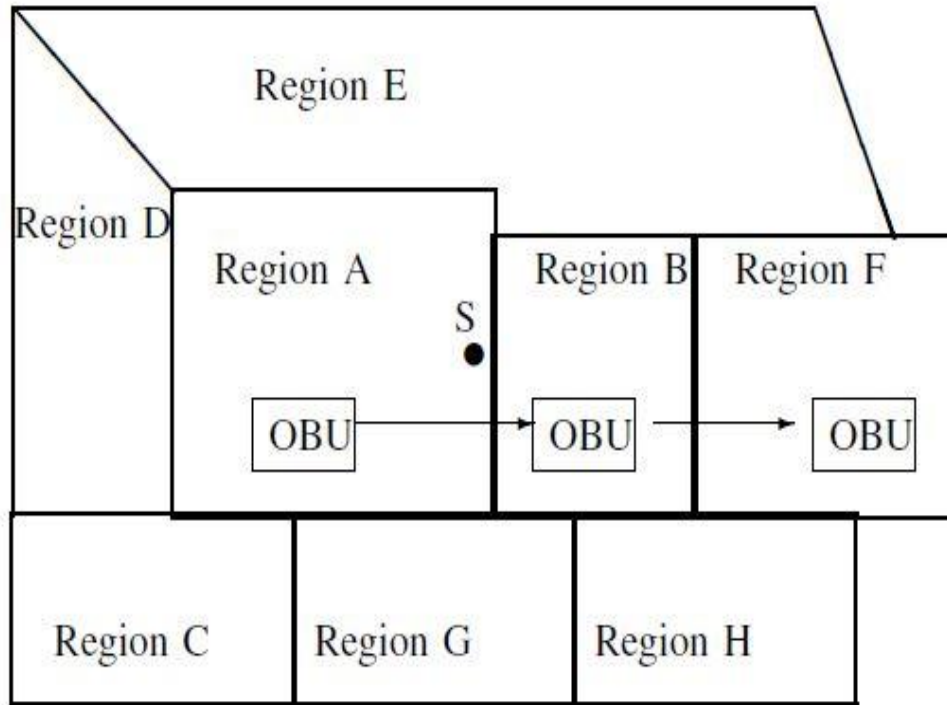 Region E
Region D
Region A
Region B
Region F
S
OBU
OBU
OBU
Region C
Region G
Region H